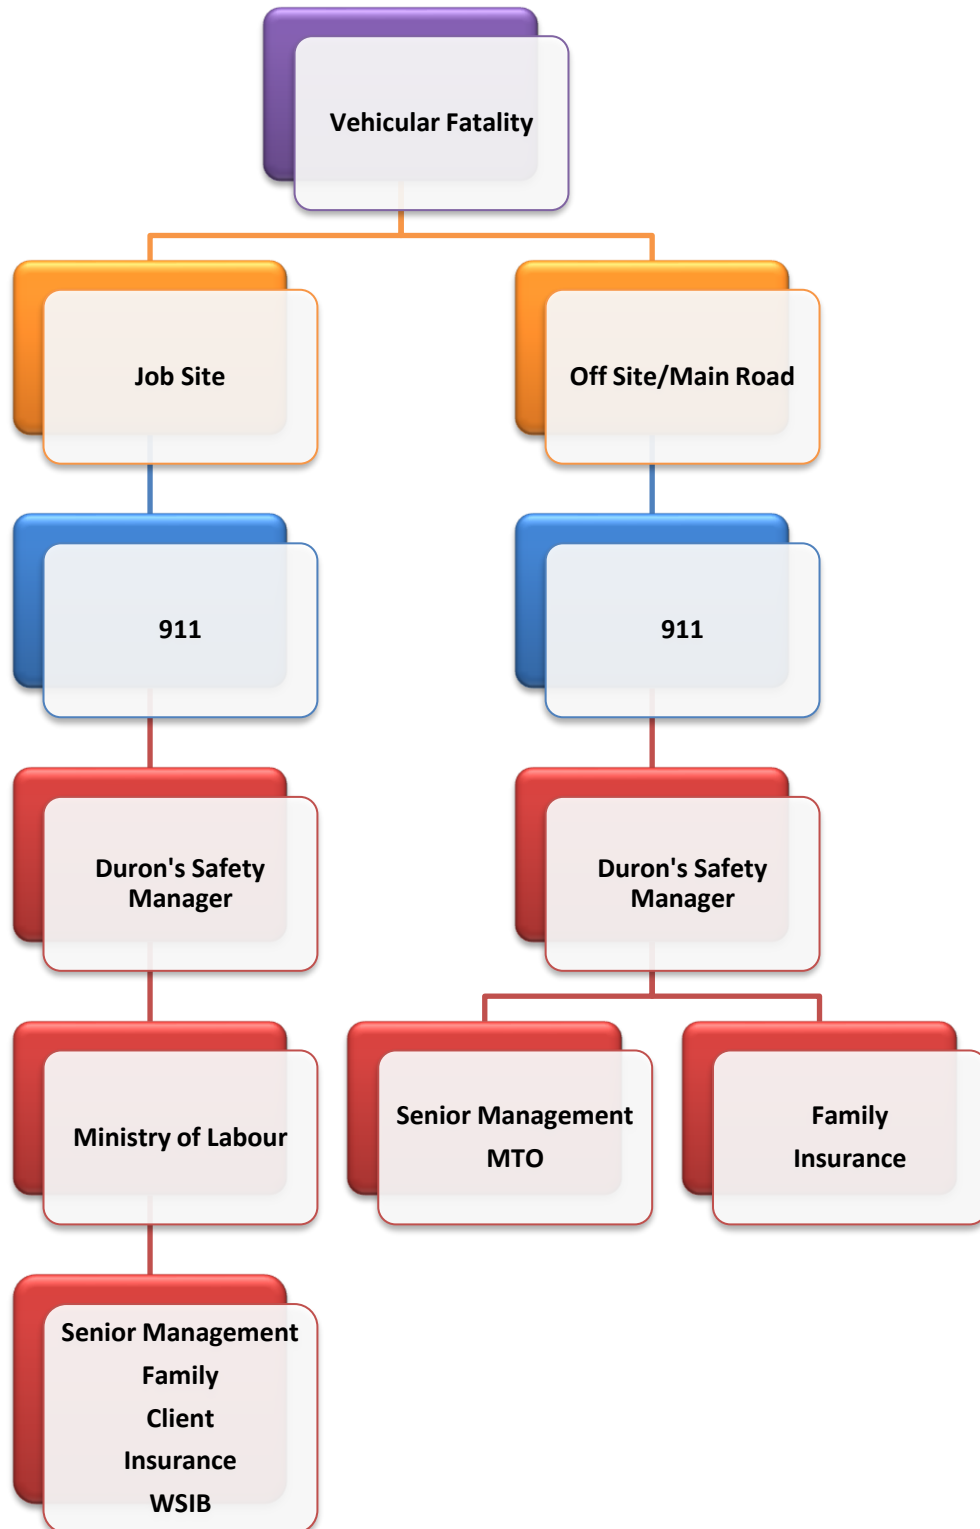 Vehicular Fatality
Job Site
Off Site/Main Road
911
911
Duron's Safety
Manager
Duron's Safety
Manager
Ministry of Labour
Senior Management
MTO
Family
Insurance
Senior Management
Family
Client
Insurance
WSIB